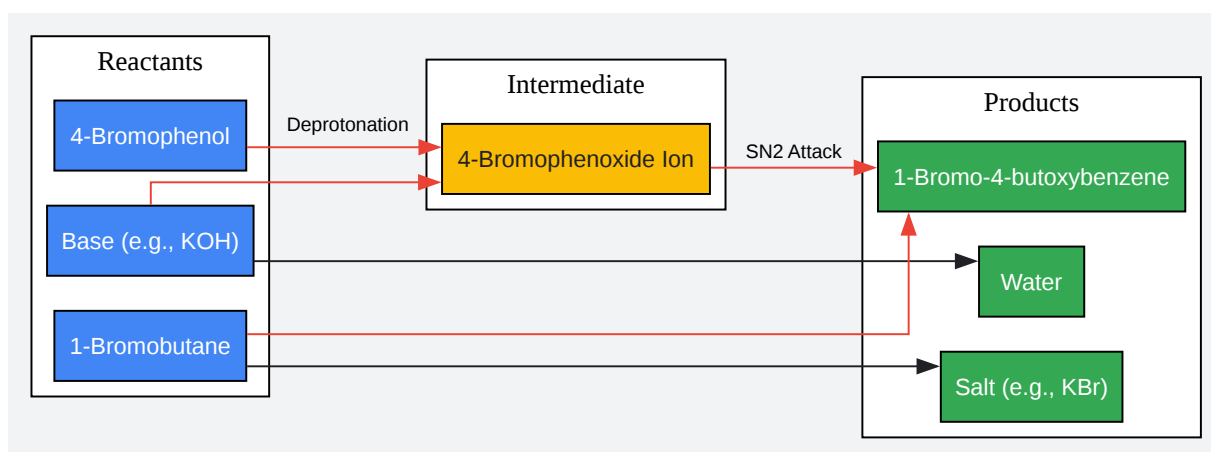 Reactants
4-Bromophenol
Base (e.g., KOH)
1-Bromobutane
Deprotonation
Intermediate
4-Bromophenoxide Ion
SN2 Attack
Products
1-Bromo-4-butoxybenzene
Water
Salt (e.g., KBr)